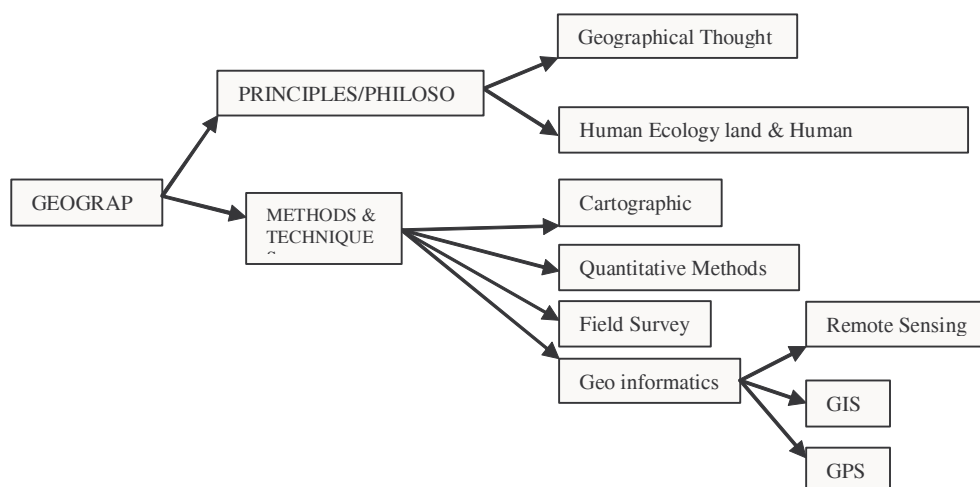 Geographical Thought
PRINCIPLES/PHILOSO
Human Ecology land & Human
GEOGRAP
METHODS &
TECHNIQUE
Cartographic
Quantitative Methods
Field Survey
Geo informatics
Remote Sensing
GIS
GPS